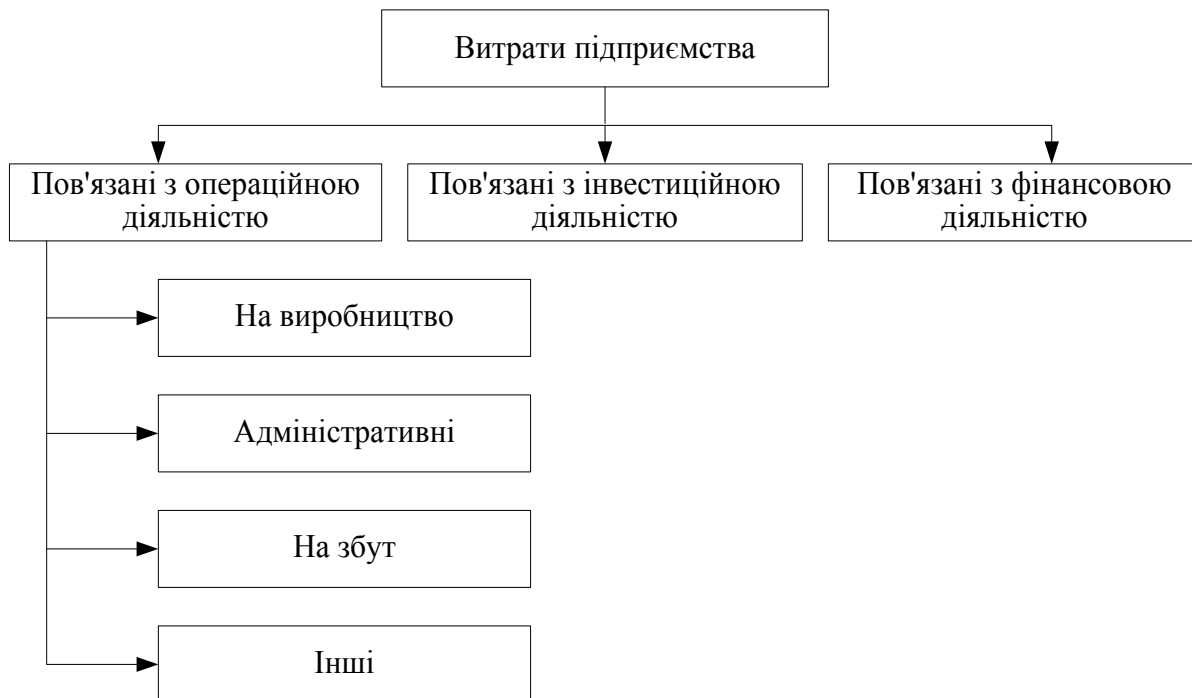 Витрати підприємства
Пов'язані з операційною
діяльністю
Пов'язані з інвестиційною
діяльністю
Пов'язані з фінансовою
діяльністю
На виробництво
Адміністративні
На збут
Інші